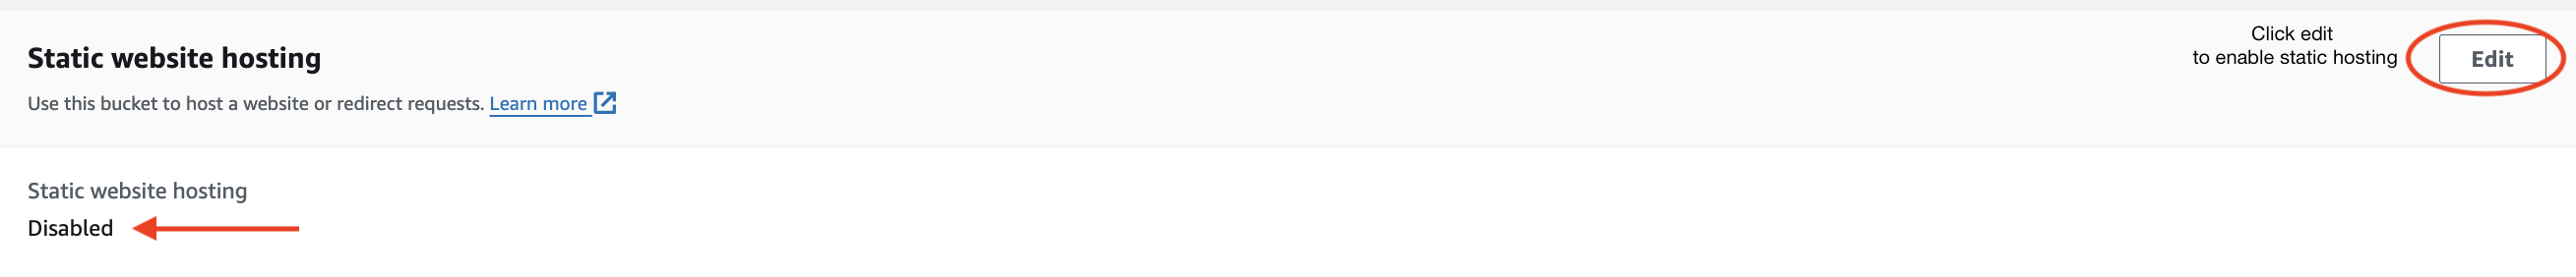 Static website hosting
Click edit
to enable static hosting
Edit
Use this bucket to host a website or redirect requests. Learn more
Static website hosting
Disabled